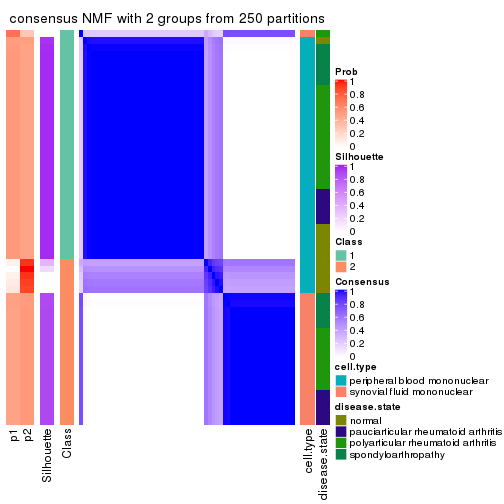 consensus NMF with 2 groups from 250 partitions
Prob
1
0.8
0.6
0.4
0.2
0
Silhouette
1
0.8
0.6
0.4
0.2
0
Class
1
2
Consensus
1
0.8
0.6
0.4
0.2
0
cell.type
peripheral blood mononuclear
synovial fluid mononuclear
disease.state
normal
pauciarticular rheumatoid arthritis
polyarticular rheumatoid arthritis
spondyloarthropathy
p1
p2
Silhouette
Class
cell.type
disease.state